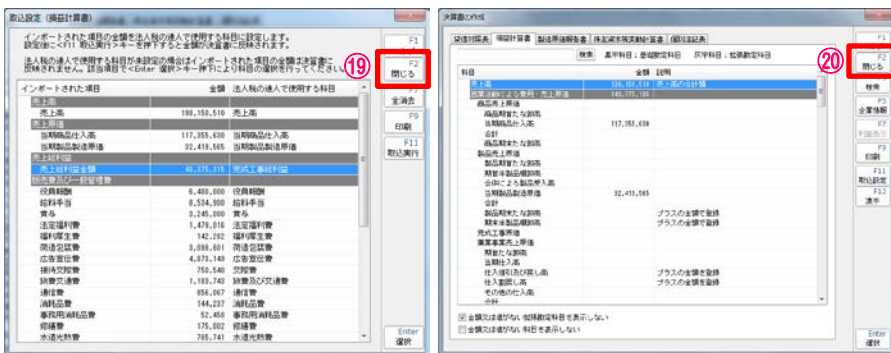 取込設定（損益計算書）
インポートされた項目の金額を法人税の達人で使用する科目に設定します。
設定後に<F11 取込実行>キーを押下すると金額が決算書に反映されます。
法人税の達人で使用する科目が未設定の場合はインポートされた項目の金額は決算書に
反映されません。該当項目で<Enter 選択>キー押下により科目の選択を行ってください。
⑲
F1
F2
閉じる
全消去
F9
印刷
F11
取込実行
Enter
選択
インポートされた項目 金額 法人税の達人で使用する科目
売上高
売上高 190,150,510 売上高
売上原価
当期商品仕入高 117,355,630 当期商品仕入高
当期製品製造原価 32,419,565 当期製品製造原価
売上総利益
売上総利益金額 40,375,315 完成工事総利益
販売費及び一般管理費
役員報酬 6,400,000 役員報酬
給料手当 8,534,900 給料手当
賞与 3,245,000 賞与
法定福利費 1,479,016 法定福利費
福利厚生費 142,202 福利厚生費
荷造包装費 3,098,801 荷造包装費
広告宣伝費 4,073,149 広告宣伝費
接待交際費 750,540 交際費
旅費交通費 1,103,743 旅費及び交通費
通信費 856,067 通信費
消耗品費 144,237 消耗品費
事務用消耗品費 52,450 事務用消耗品費
修繕費 175,002 修繕費
水道光熱費 705,741 水道光熱費
決算書の作成
貸借対照表 損益計算書 製造原価報告書 株主資本等変動計算書 個別注記表
検索 黒字科目：基礎勘定科目 灰字科目：拡張勘定科目
⑳
F1
F2
閉じる
検索
F5
企業情報
F7
F9
印刷
F11
取込設定
F12
Enter
選択
科目 金額 説明
売上高 190,150,510 売上高の合計額
営業活動による費用・売上原価 149,775,195
商品売上原価
商品期首たな卸高
当期商品仕入高 117,355,630
合計
商品期末たな卸高
製品売上原価
製品期首たな卸高
期首半製品棚卸高
合併による製品受入高
当期製品製造原価 32,419,565
合計
製品期末たな卸高 プラスの金額で登録
期末半製品棚卸高 プラスの金額で登録
完成工事原価
兼業事業売上原価
期首たな卸高
当期仕入高
仕入値引及び戻し高 プラスの金額で登録
仕入割戻し高 プラスの金額で登録
その他の仕入高
合計
金額又は値がない拡張勘定科目を表示しない
金額又は値がない科目を表示しない